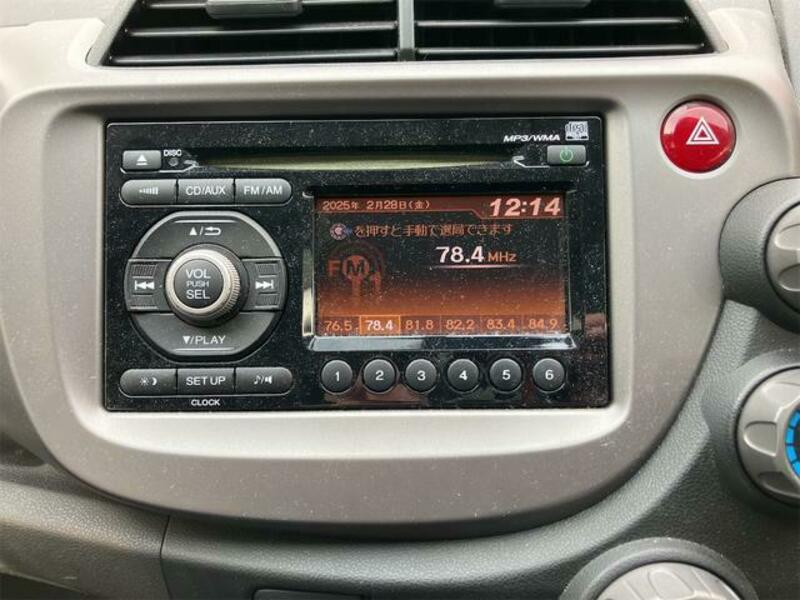 DISC
MP3/WMA
CD/AUX FM/AM
2025年 2月28日(金) 12:14
を押すと手動で選局できます
78.4 MHz
FM 1
76.5 78.4 81.8 82.2 83.4 84.9
VOL
PUSH
SEL
▼/PLAY
SET UP
CLOCK
1 2 3 4 5 6